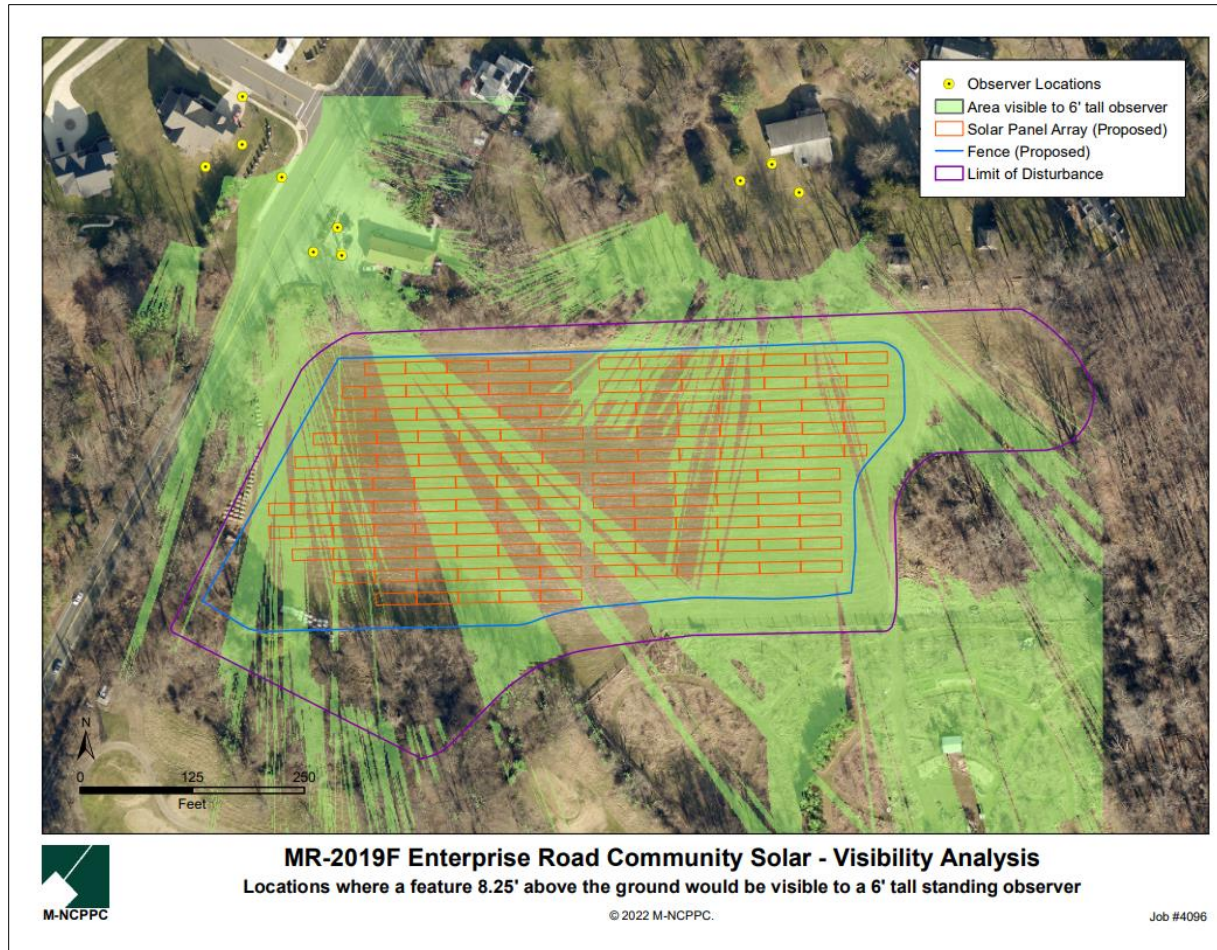 Observer Locations
Area visible to 6' tall observer
Solar Panel Array (Proposed)
Fence (Proposed)
Limit of Disturbance
N
0 125 250
Feet
M-NCPPC
MR-2019F Enterprise Road Community Solar - Visibility Analysis
Locations where a feature 8.25' above the ground would be visible to a 6' tall standing observer
© 2022 M-NCPPC.
Job #4096